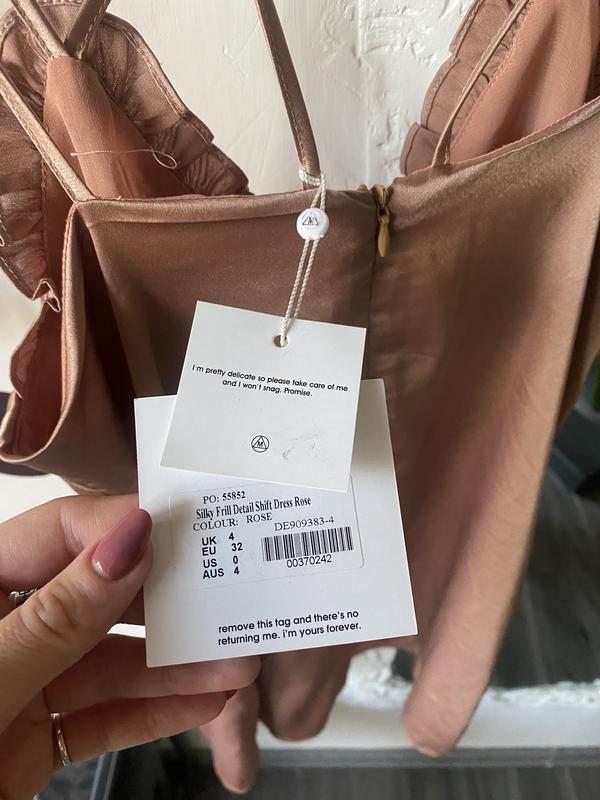 I'm pretty delicate so please take care of me
and I won't snag. Promise.
PO: 55852
Silky Frill Detail Shift Dress Rose
COLOUR: ROSE
DE909383-4
UK 4
EU 32
US 0
AUS 4
00370242
remove this tag and there's no
returning me. i'm yours forever.